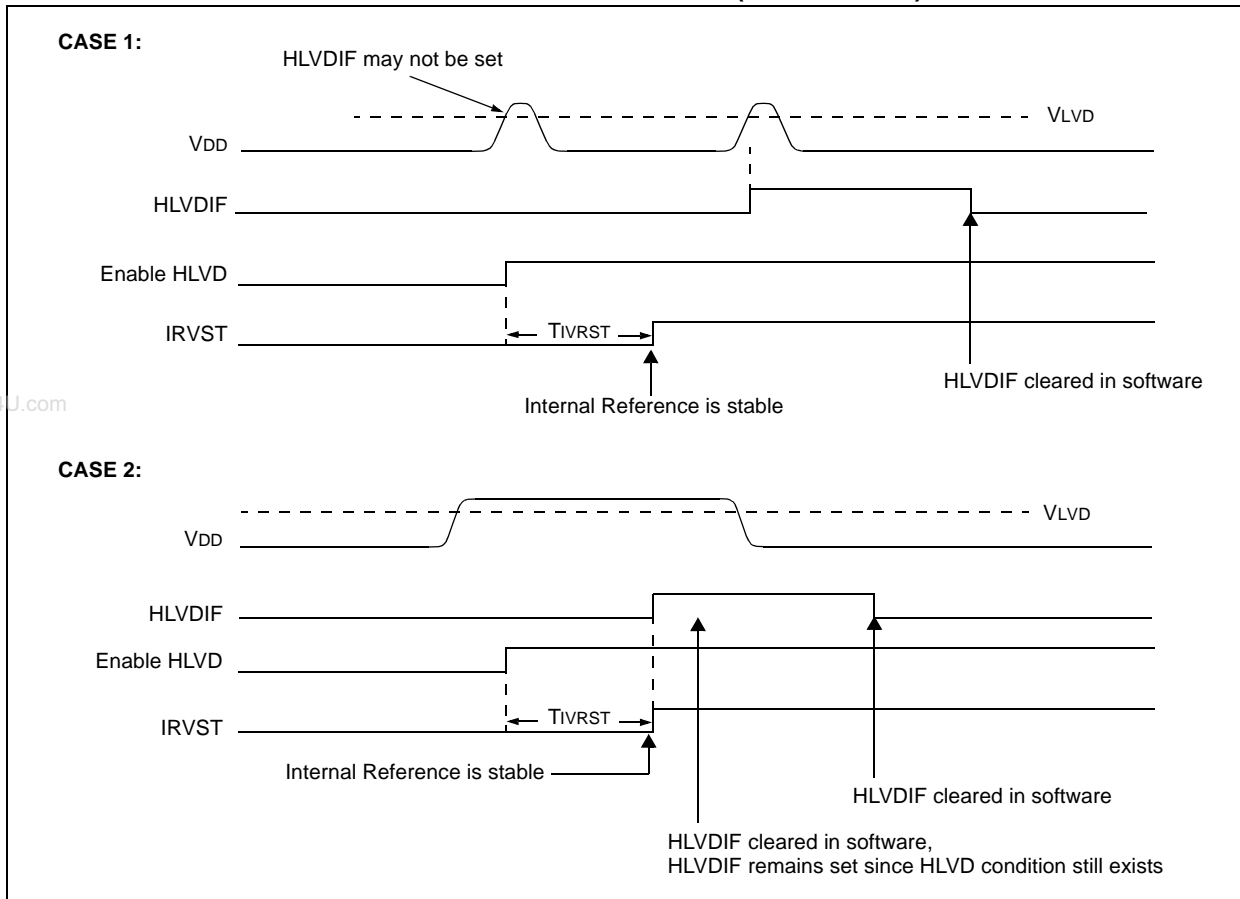 CASE 1:
HLVDIF may not be set
VLVD
VDD
HLVDIF
Enable HLVD
IRVST
TIVRST
HLVDIF cleared in software
Internal Reference is stable
4U.com
CASE 2:
VLVD
VDD
HLVDIF
Enable HLVD
IRVST
TIVRST
Internal Reference is stable
HLVDIF cleared in software
HLVDIF cleared in software,
HLVDIF remains set since HLVD condition still exists